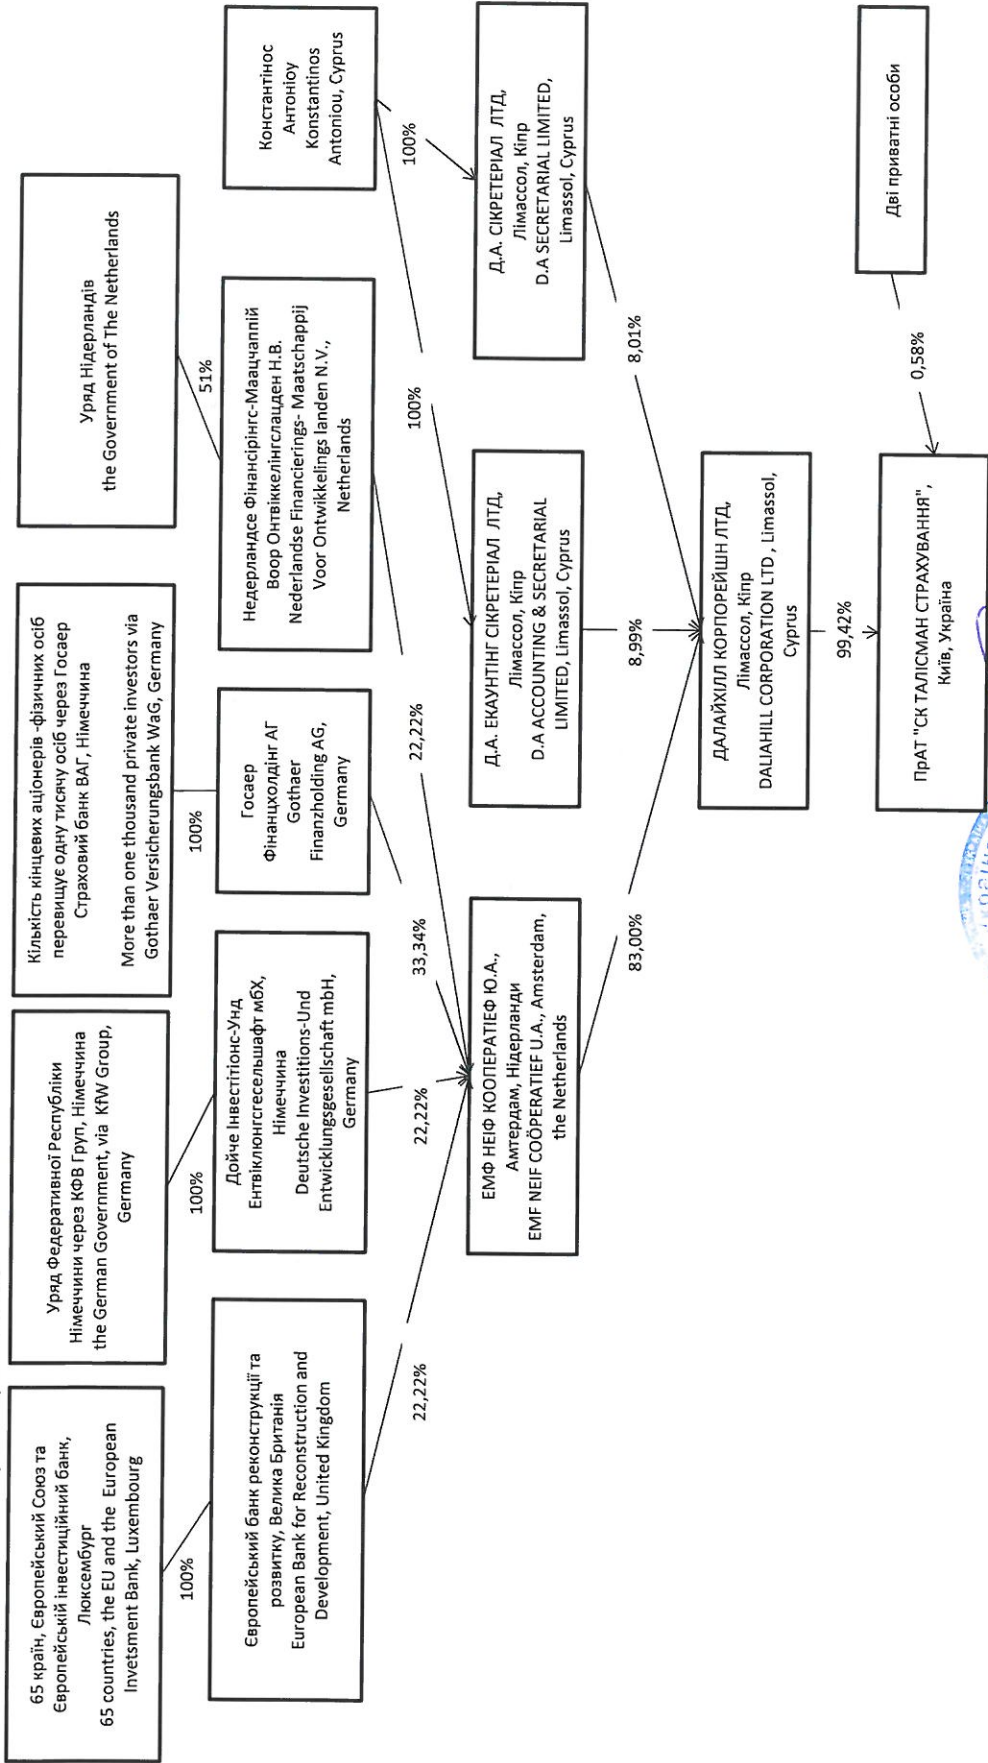 65 країн, Європейський Союз та
Європейській інвестиційний банк,
Люксембург
65 countries, the EU and the European
Invetsment Bank, Luxembourg
Уряд Федеративної Республіки
Німеччини через КФВ Груп, Німеччина
the German Government, via KfW Group,
Germany
Кількість кінцевих аціонерів -фізичних осіб
перевищує одну тисячу осіб через Госаер
Страховий банк ВАГ, Німеччина
More than one thousand private investors via
Gothaer Versicherungsbank WaG, Germany
Уряд Нідерландів
the Government of The Netherlands
100%
100%
100%
51%
Європейський банк реконструкції та
розвитку, Велика Британія
European Bank for Reconstruction and
Development, United Kingdom
Дойче Інвестітіонс-Унд
Ентвіклюнгсгесельшафт мбХ,
Німеччина
Deutsche Investitions-Und
Entwicklungsgesellschaft mbH,
Germany
Госаер
Фінанцхолдінг АГ
Gothaer
Finanzholding AG,
Germany
Недерландсе Фінансірінгс-Маацчаппій
Воор Онтвіккелінгслацден Н.В.
Nederlandse Financierings- Maatschappij
Voor Ontwikkelings landen N.V.,
Netherlands
Константінос
Антоніоу
Konstantinos
Antoniou, Cyprus
22,22%
22,22%
33,34%
22,22%
100%
100%
ЕМФ НЕІФ КООПЕРАТІЕФ Ю.А.,
Амтердам, Нідерланди
EMF NEIF COÖPERATIEF U.A., Amsterdam,
the Netherlands
Д.А. ЕКАУНТІНГ СІКРЕТЕРІАЛ ЛТД,
Лімассол, Кіпр
D.A ACCOUNTING & SECRETARIAL
LIMITED, Limassol, Cyprus
Д.А. СІКРЕТЕРІАЛ ЛТД,
Лімассол, Кіпр
D.A SECRETARIAL LIMITED,
Limassol, Cyprus
83,00%
8,99%
8,01%
ДАЛАЙХІЛЛ КОРПОРЕЙШН ЛТД,
Лімассол, Кіпр
DALIAHILL CORPORATION LTD , Limassol,
Cyprus
99,42%
0,58%
ПрАТ "СК ТАЛІСМАН СТРАХУВАННЯ",
Київ, Україна
Дві приватні особи